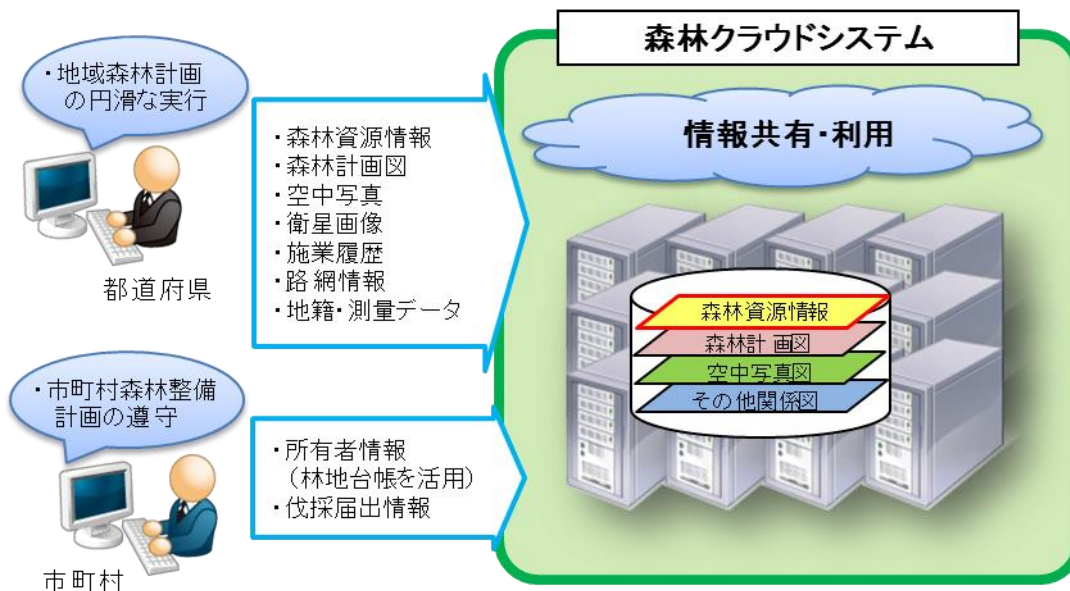 森林クラウドシステム
・地域森林計画
の円滑な実行
都道府県
・森林資源情報
・森林計画図
・空中写真
・衛星画像
・施業履歴
・路網情報
・地籍・測量データ
情報共有・利用
森林資源情報
森林計画図
空中写真図
その他関係図
・市町村森林整備
計画の遵守
市町村
・所有者情報
（林地台帳を活用）
・伐採届出情報